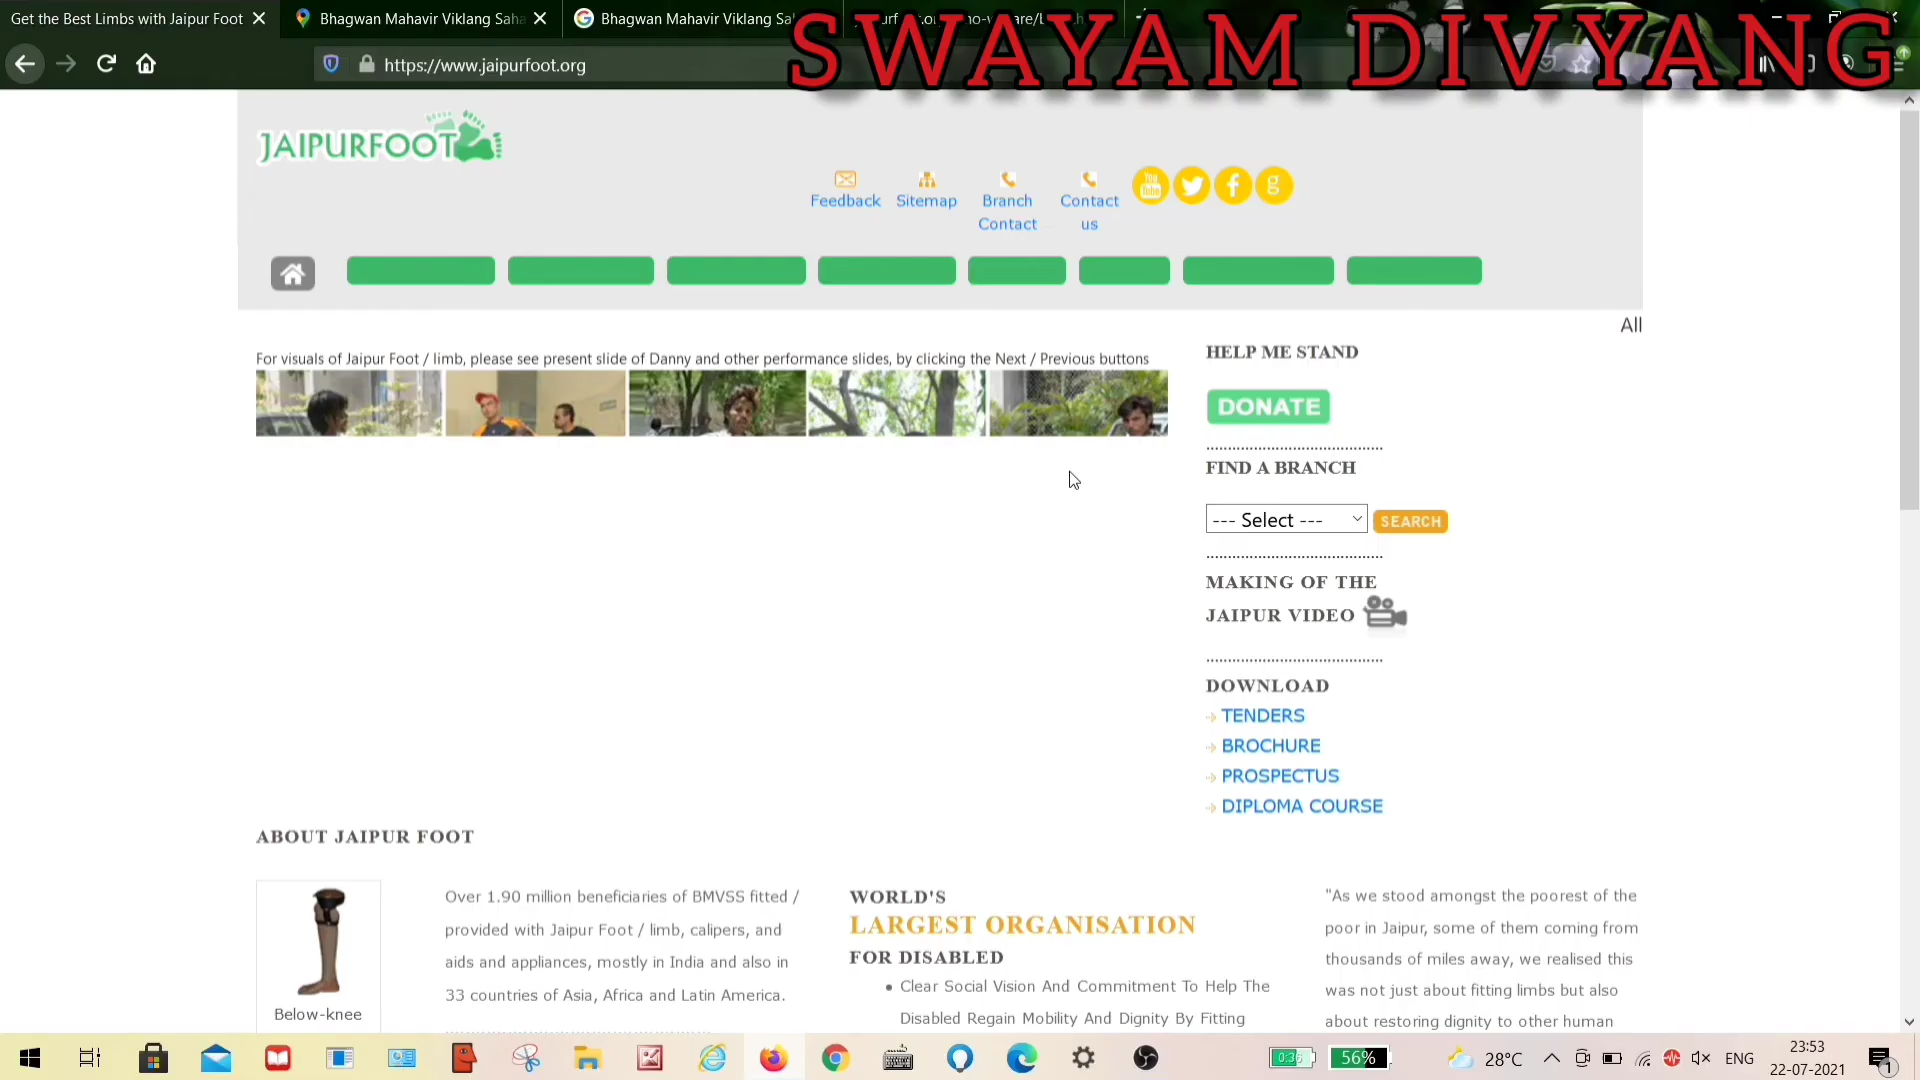 Get the Best Limbs with Jaipur Foot
Bhagwan Mahavir Viklang Saha
Bhagwan Mahavir Viklang Sa
SWAYAM DIVYANG
https://www.jaipurfoot.org
JAIPURFOOT
Feedback
Sitemap
Branch
Contact
Contact
us
You
Tube
All
For visuals of Jaipur Foot / limb, please see present slide of Danny and other performance slides, by clicking the Next / Previous buttons
HELP ME STAND
DONATE
FIND A BRANCH
--- Select ---
SEARCH
MAKING OF THE
JAIPUR VIDEO
DOWNLOAD
TENDERS
BROCHURE
PROSPECTUS
DIPLOMA COURSE
ABOUT JAIPUR FOOT
Below-knee
Over 1.90 million beneficiaries of BMVSS fitted /
provided with Jaipur Foot / limb, calipers, and
aids and appliances, mostly in India and also in
33 countries of Asia, Africa and Latin America.
WORLD'S
LARGEST ORGANISATION
FOR DISABLED
Clear Social Vision And Commitment To Help The
Disabled Regain Mobility And Dignity By Fitting
"As we stood amongst the poorest of the
poor in Jaipur, some of them coming from
thousands of miles away, we realised this
was not just about fitting limbs but also
about restoring dignity to other human
0:36
56%
28°C
ENG
23:53
22-07-2021
1